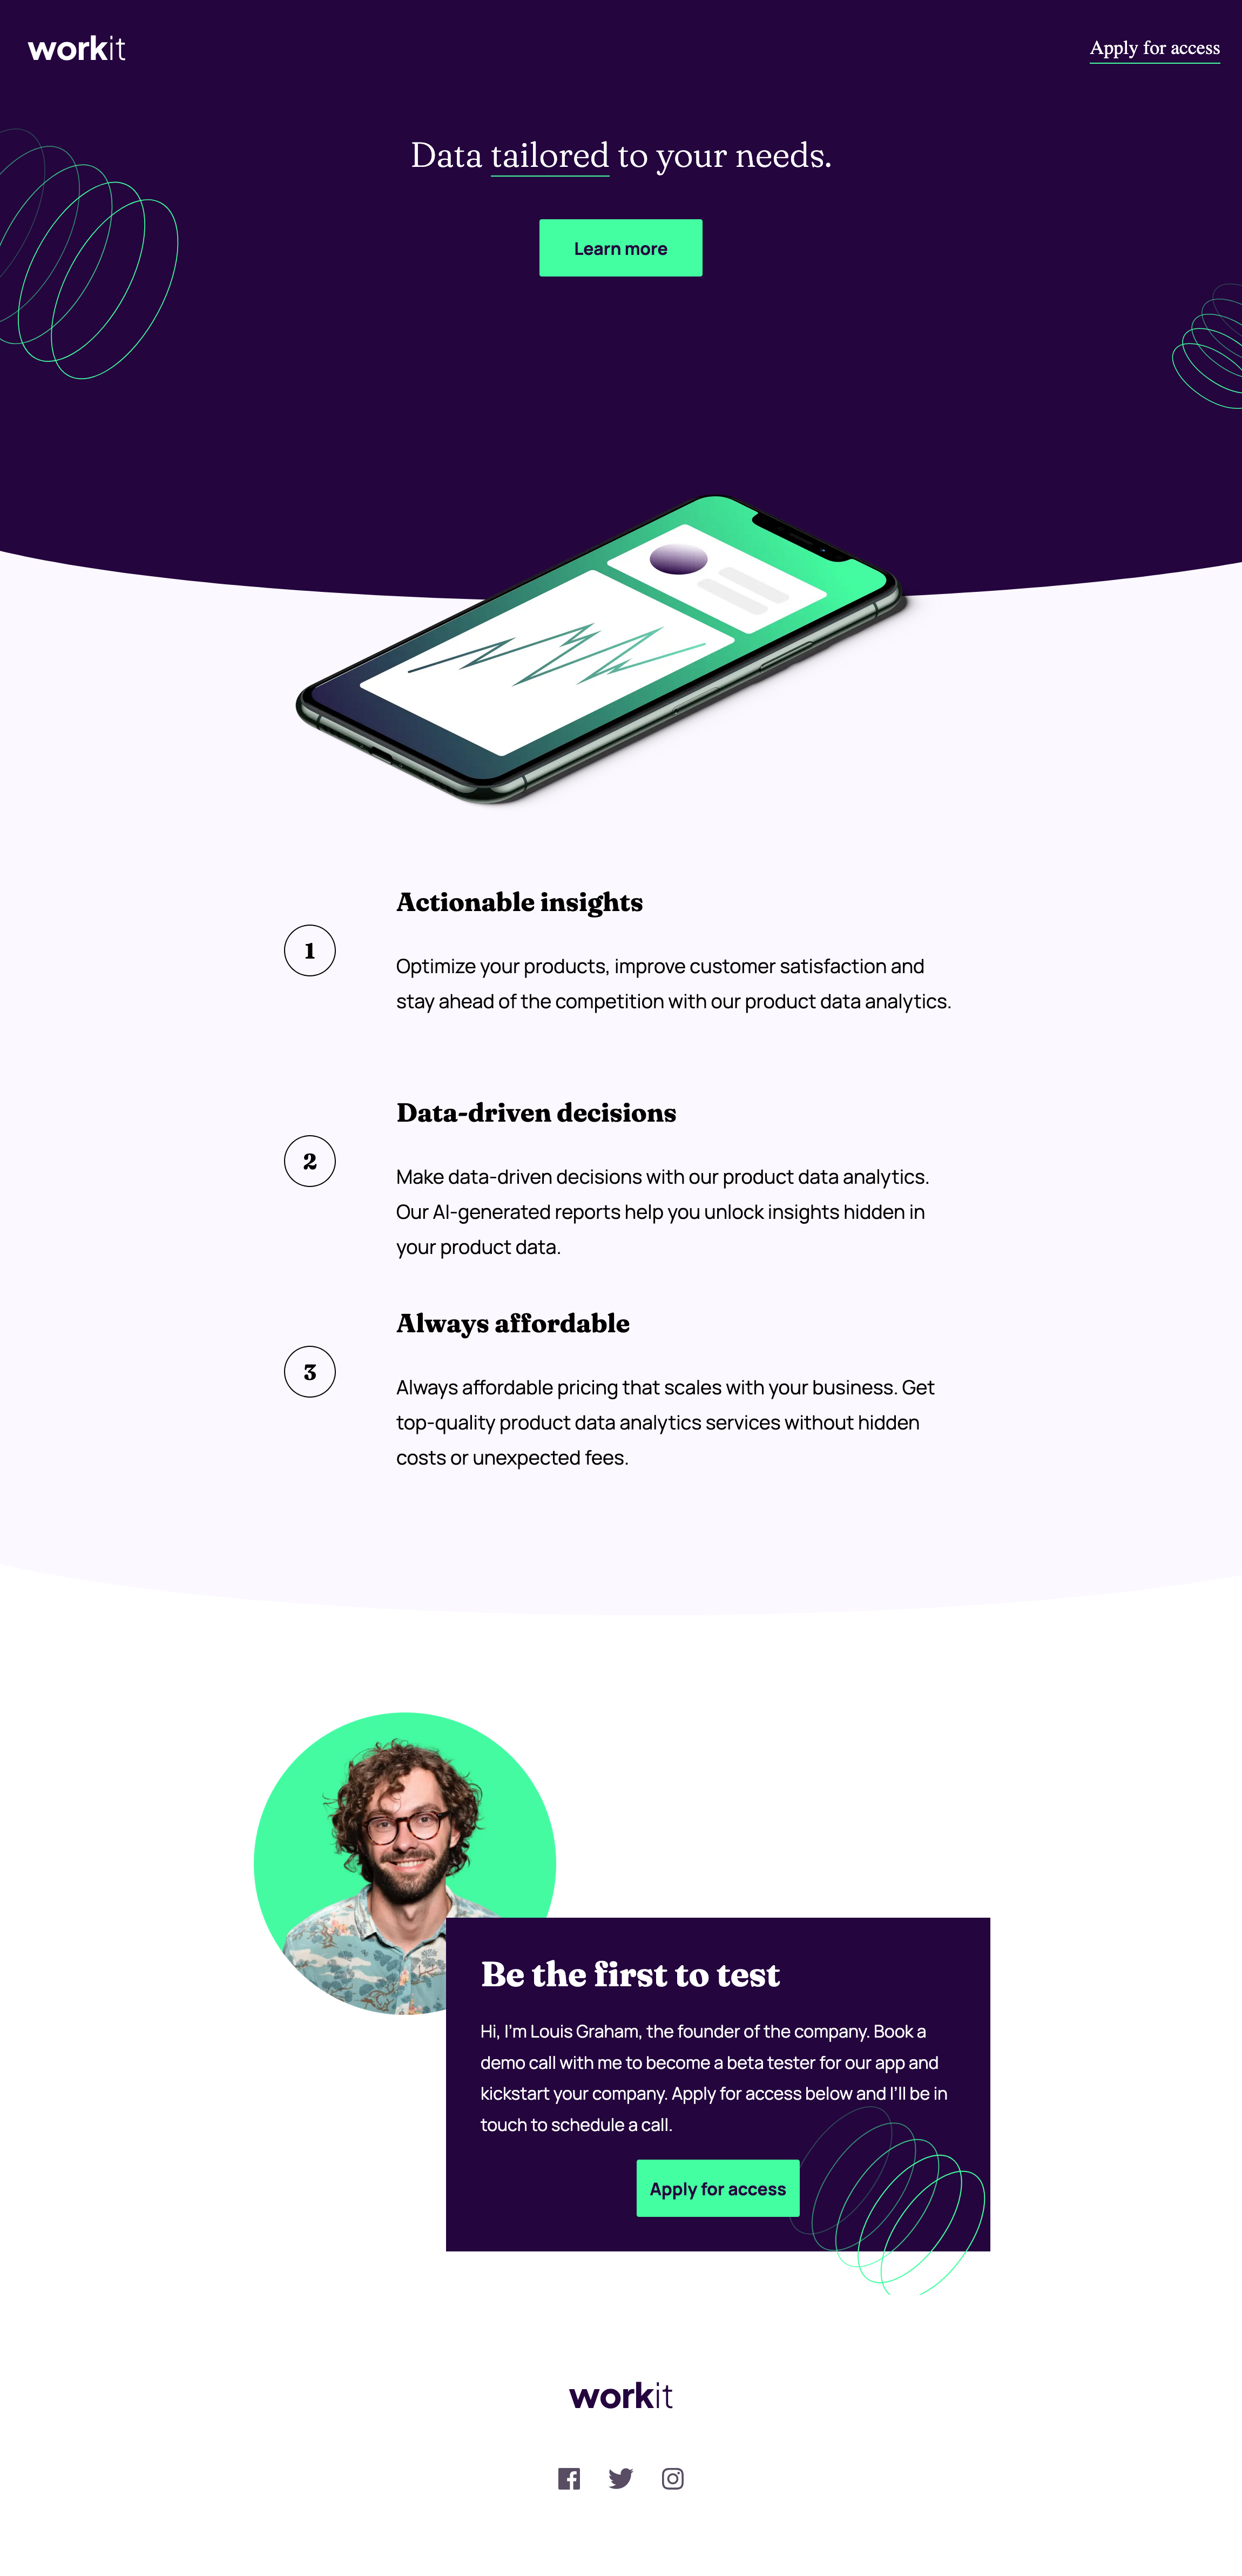 workit
Apply for access
Data tailored to your needs.
Learn more
Actionable insights
1
Optimize your products, improve customer satisfaction and
stay ahead of the competition with our product data analytics.
Data-driven decisions
2
Make data-driven decisions with our product data analytics.
Our AI-generated reports help you unlock insights hidden in
your product data.
Always affordable
3
Always affordable pricing that scales with your business. Get
top-quality product data analytics services without hidden
costs or unexpected fees.
Be the first to test
Hi, I'm Louis Graham, the founder of the company. Book a
demo call with me to become a beta tester for our app and
kickstart your company. Apply for access below and I'll be in
touch to schedule a call.
Apply for access
workit